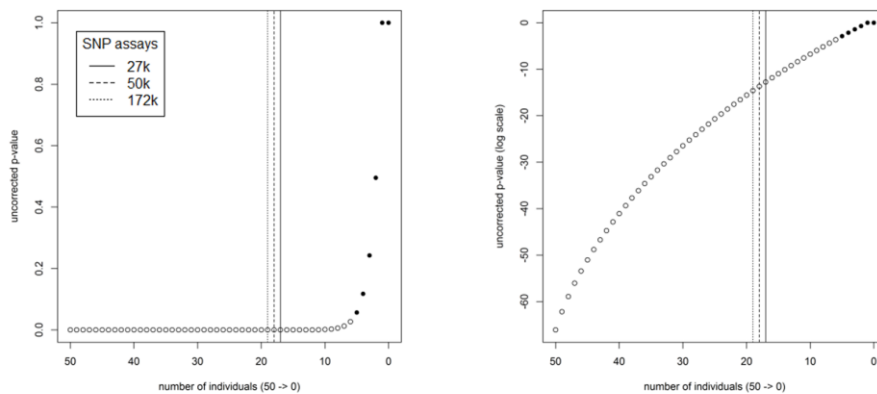 SNP assays
27k
50k
172k
uncorrected p-value
1.0
0.8
0.6
0.4
0.2
0.0
50 40 30 20 10 0
number of individuals (50 -> 0)
uncorrected p-value (log scale)
0
-10
-20
-30
-40
-50
-60
50 40 30 20 10 0
number of individuals (50 -> 0)